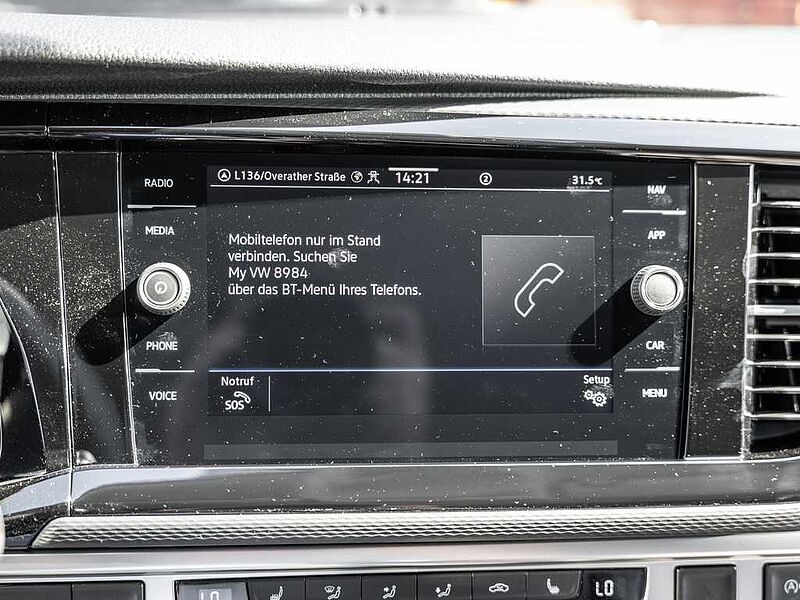 RADIO
MEDIA
PHONE
VOICE
L136/Overather Straße 14:21 2 31.5°C
Mobiltelefon nur im Stand
verbinden. Suchen Sie
My VW 8984
über das BT-Menü Ihres Telefons.
Notruf
SOS
Setup
NAV
APP
CAR
MENU
LO
LO